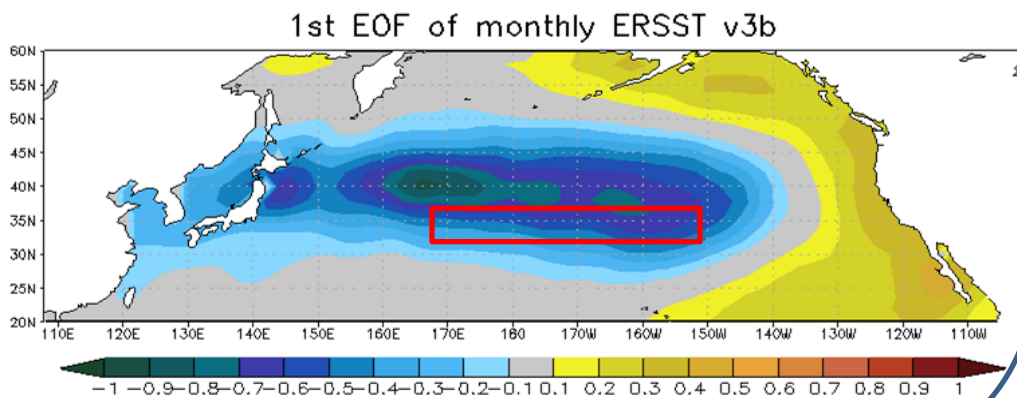 1st EOF of monthly ERSST v3b
60N
55N
50N
45N
40N
35N
30N
25N
20N
110E 120E 130E 140E 150E 160E 170E 180 170W 160W 150W 140W 130W 120W 110W
-1 -0.9 -0.8 -0.7 -0.6 -0.5 -0.4 -0.3 -0.2 -0.1 0.1 0.2 0.3 0.4 0.5 0.6 0.7 0.8 0.9 1